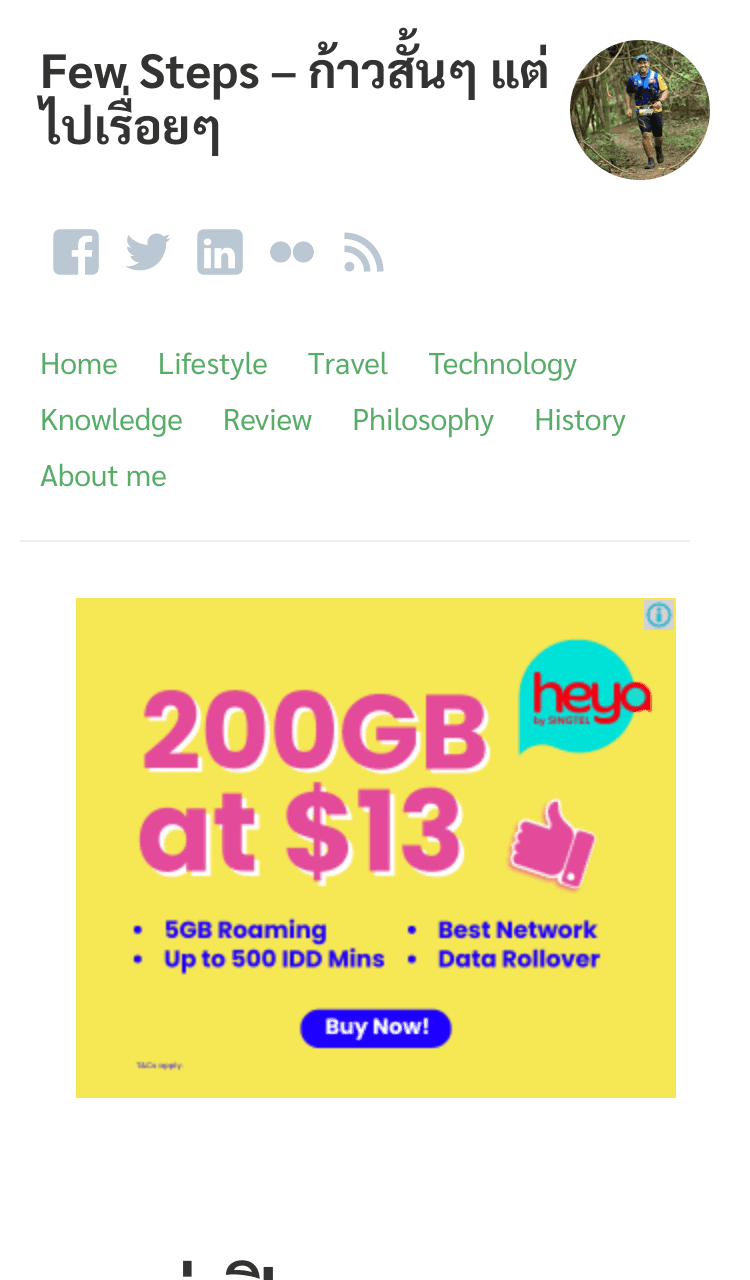 Few Steps – ก้าวสั้นๆ แต่
ไปเรื่อยๆ
Home Lifestyle Travel Technology
Knowledge Review Philosophy History
About me
heya
by SINGTEL
200GB
at $13
• 5GB Roaming • Best Network
• Up to 500 IDD Mins • Data Rollover
Buy Now!
T&Cs apply.